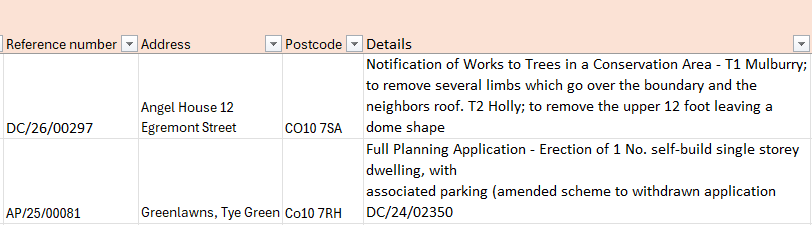 Reference number Address Postcode Details
Notification of Works to Trees in a Conservation Area - T1 Mulburry;
to remove several limbs which go over the boundary and the
Angel House 12 neighbors roof. T2 Holly; to remove the upper 12 foot leaving a
DC/26/00297 Egremont Street CO10 7SA dome shape
Full Planning Application - Erection of 1 No. self-build single storey
dwelling, with
associated parking (amended scheme to withdrawn application
AP/25/00081 Greenlawns, Tye Green Co10 7RH DC/24/02350